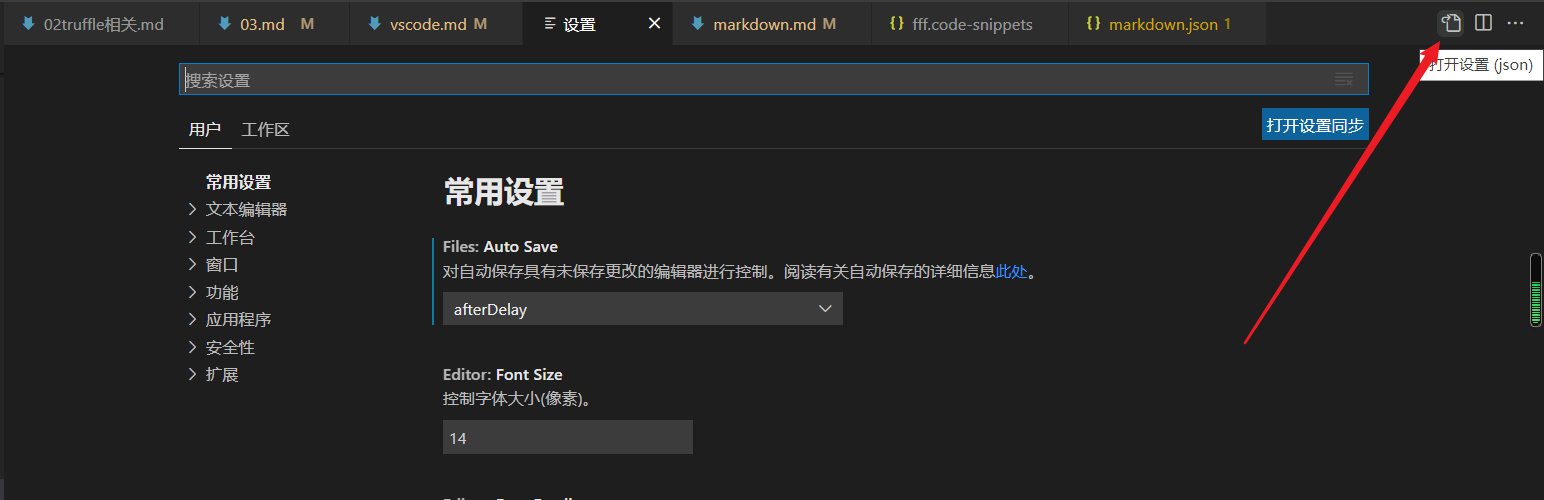 02truffle相关.md 03.md M vscode.md M 设置 markdown.md M fff.code-snippets markdown.json 1
打开设置 (json)
搜索设置
用户 工作区 打开设置同步
常用设置
文本编辑器
工作台
窗口
功能
应用程序
安全性
扩展
常用设置
Files: Auto Save
对自动保存具有未保存更改的编辑器进行控制。阅读有关自动保存的详细信息此处。
afterDelay
Editor: Font Size
控制字体大小(像素)。
14